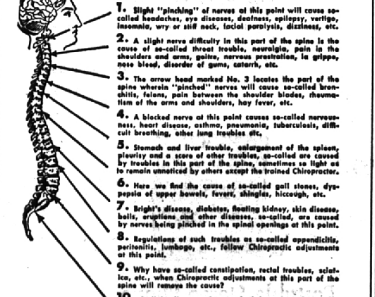 1. Slight "pinching" of nerves at this point will cause so-
called headaches, eye diseases, deafness, epilepsy, vertigo,
insomnia, wry or stiff neck, facial paralysis, dizziness, etc.
2. A slight nerve difficulty in this part of the spine is the
cause of so-called throat trouble, neuralgia, pain in the
shoulders and arms, goitre, nervous prostration, la grippe,
nose bleed, disorder of gums, catarrh, etc.
3. The arrow head marked No. 3 locates the part of the
spine wherein "pinched" nerves will cause so-called bron-
chitis, felons, pain between the shoulder blades, rheuma-
tism of the arms and shoulders, hay fever, etc.
4. A blocked nerve at this point causes so-called nervous-
ness, heart disease, asthma, pneumonia, tuberculosis, diffi-
cult breathing, other lung troubles etc.
5. Stomach and liver trouble, enlargement of the spleen,
pleurisy and a score of other troubles, so-called are caused
by troubles in this part of the spine, sometimes so light as
to remain unnoticed by others except the trained Chiropractor.
6. Here we find the cause of so-called gall stones, dys-
pepsia of upper bowels, fevers, shingles, hiccough, etc.
7. Bright's disease, diabetes, floating kidney, skin disease,
boils, eruptions and other diseases, so-called, are caused
by nerves being pinched in the spinal openings at this point.
8. Regulations of such troubles as so-called appendicitis,
peritonitis, lumbago, etc., follow Chiropractic adjustments
at this point.
9. Why have so-called constipation, rectal troubles, sciat-
ica, etc., when Chiropractic adjustments at this part of the
spine will remove the cause?
10.